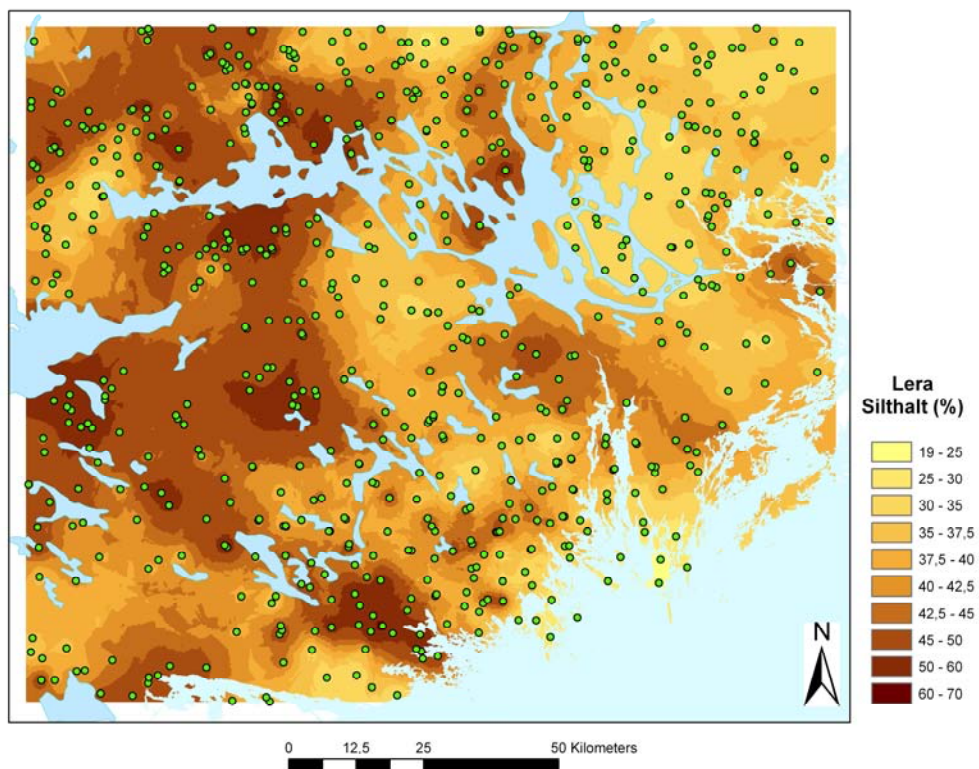 Lera
Silthalt (%)
19 - 25
25 - 30
30 - 35
35 - 37,5
37,5 - 40
40 - 42,5
42,5 - 45
45 - 50
50 - 60
60 - 70
N
0 12,5 25 50 Kilometers